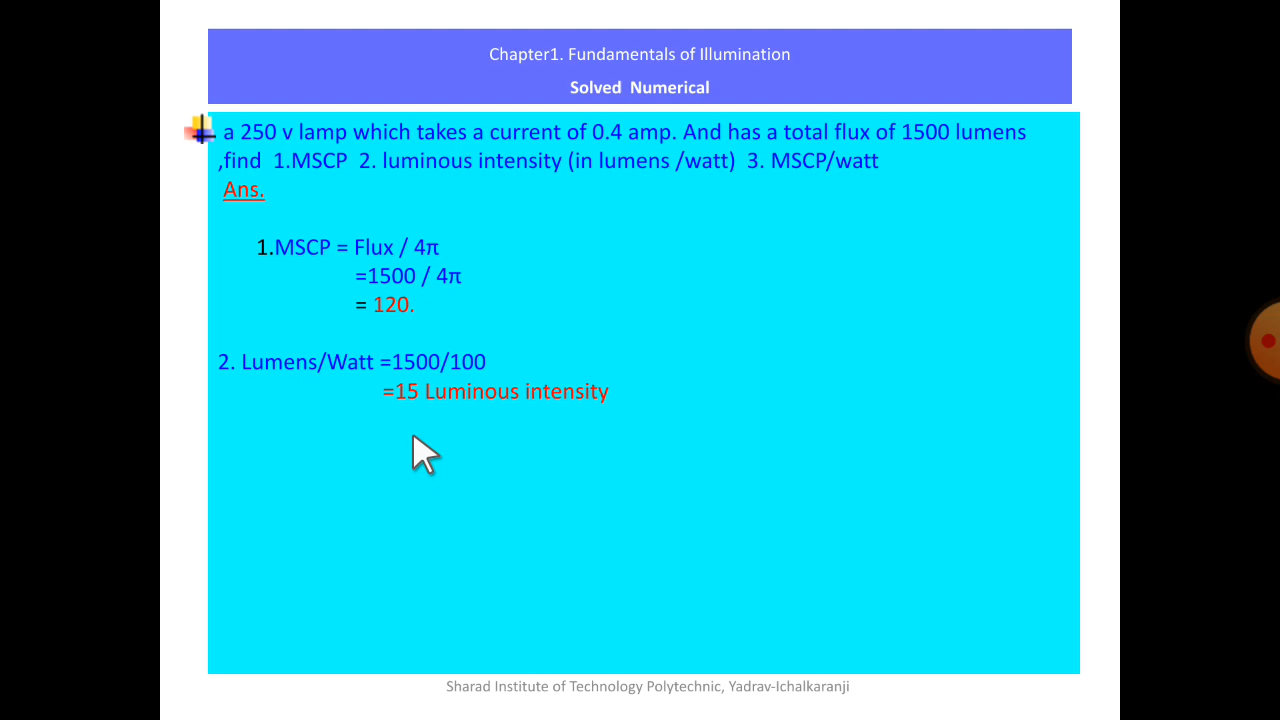 Chapter1. Fundamentals of Illumination
Solved Numerical
a 250 v lamp which takes a current of 0.4 amp. And has a total flux of 1500 lumens
,find 1.MSCP 2. luminous intensity (in lumens /watt) 3. MSCP/watt
Ans.
1.MSCP = Flux / 4π
=1500 / 4π
= 120.
2. Lumens/Watt =1500/100
=15 Luminous intensity
Sharad Institute of Technology Polytechnic, Yadrav-Ichalkaranji